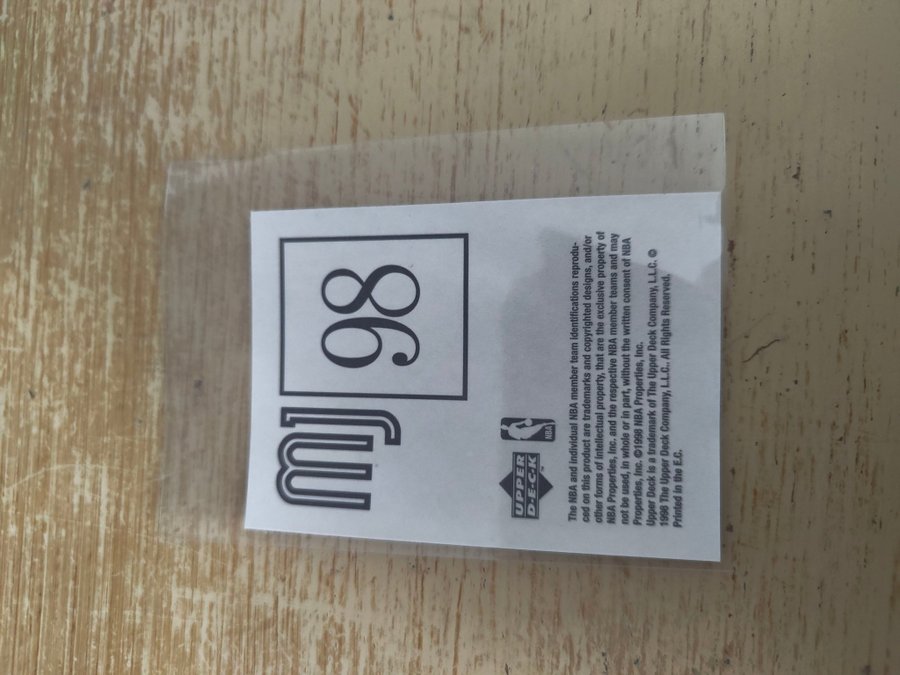 MJ
98
UPPER
D·E·C·K
NBA
The NBA and individual NBA member team identifications reprodu-
ced on this product are trademarks and copyrighted designs, and/or
other forms of intellectual property, that are the exclusive property of
NBA Properties, Inc. and the respective NBA member teams and may
not be used, in whole or in part, without the written consent of NBA
Properties, Inc. ©1998 NBA Properties, Inc.
Upper Deck is a trademark of The Upper Deck Company, L.L.C. ©
1998 The Upper Deck Company, L.L.C. All Rights Reserved.
Printed in the E.C.